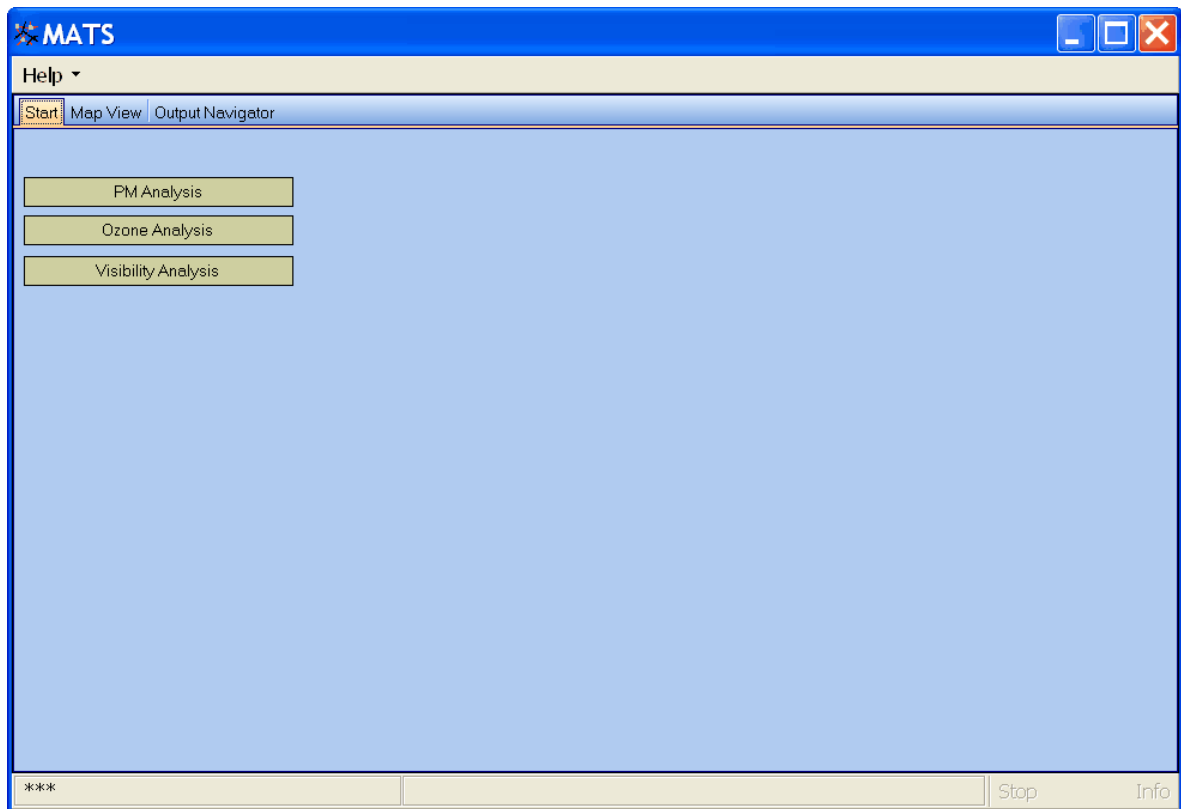 MATS
Help
Start Map View Output Navigator
PM Analysis
Ozone Analysis
Visibility Analysis
*** Stop Info